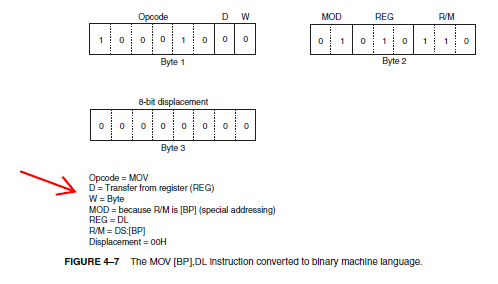 Opcode D W
1 0 0 0 1 0 0 0
Byte 1
MOD REG R/M
0 1 0 1 0 1 1 0
Byte 2
8-bit displacement
0 0 0 0 0 0 0 0
Byte 3
Opcode = MOV
D = Transfer from register (REG)
W = Byte
MOD = because R/M is [BP] (special addressing)
REG = DL
R/M = DS:[BP]
Displacement = 00H
FIGURE 4–7 The MOV [BP],DL instruction converted to binary machine language.